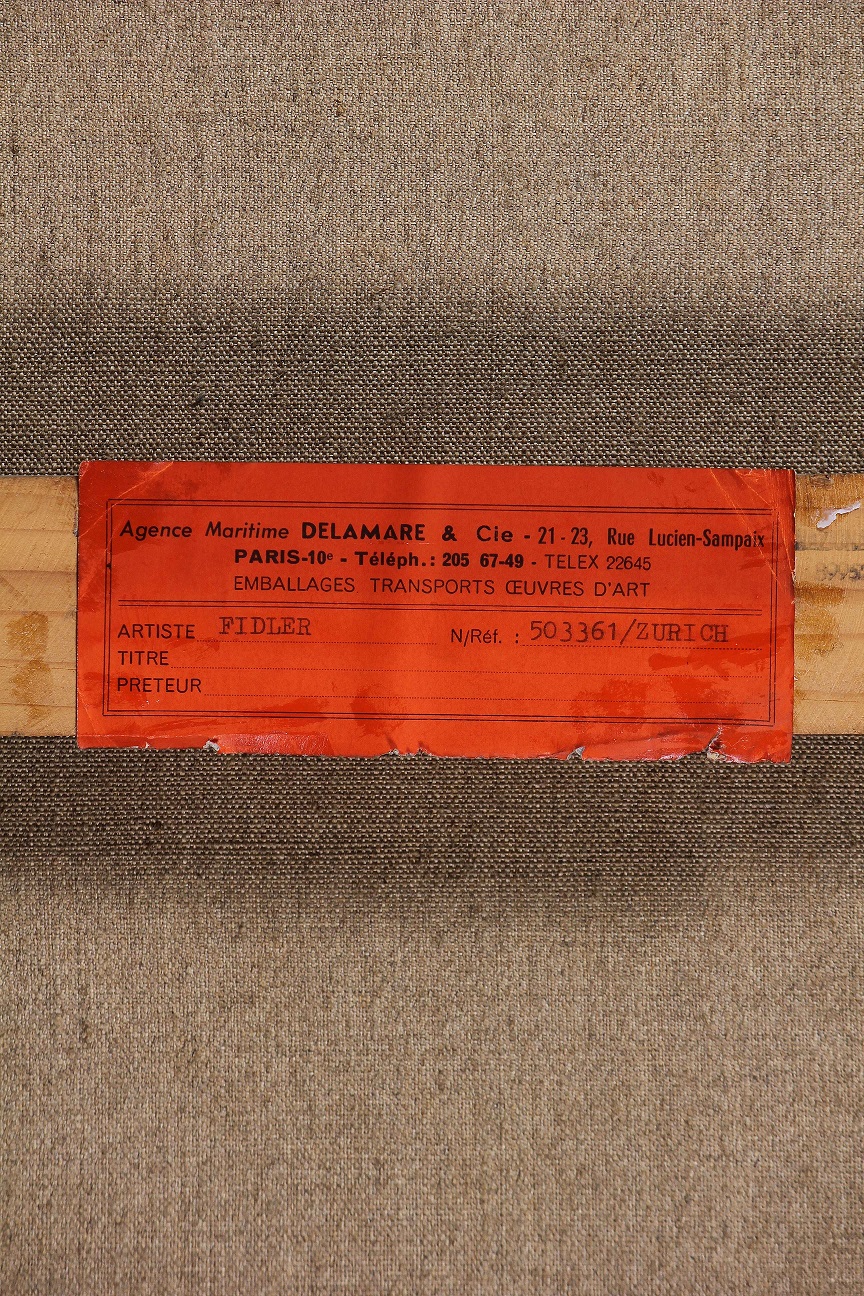 Agence Maritime DELAMARE & Cie - 21 - 23, Rue Lucien-Sampaix
PARIS-10e - Téléph. : 205 67-49 - TELEX 22645
EMBALLAGES TRANSPORTS ŒUVRES D'ART
ARTISTE FIDLER N/Réf. : 503361/ZURICH
TITRE
PRETEUR